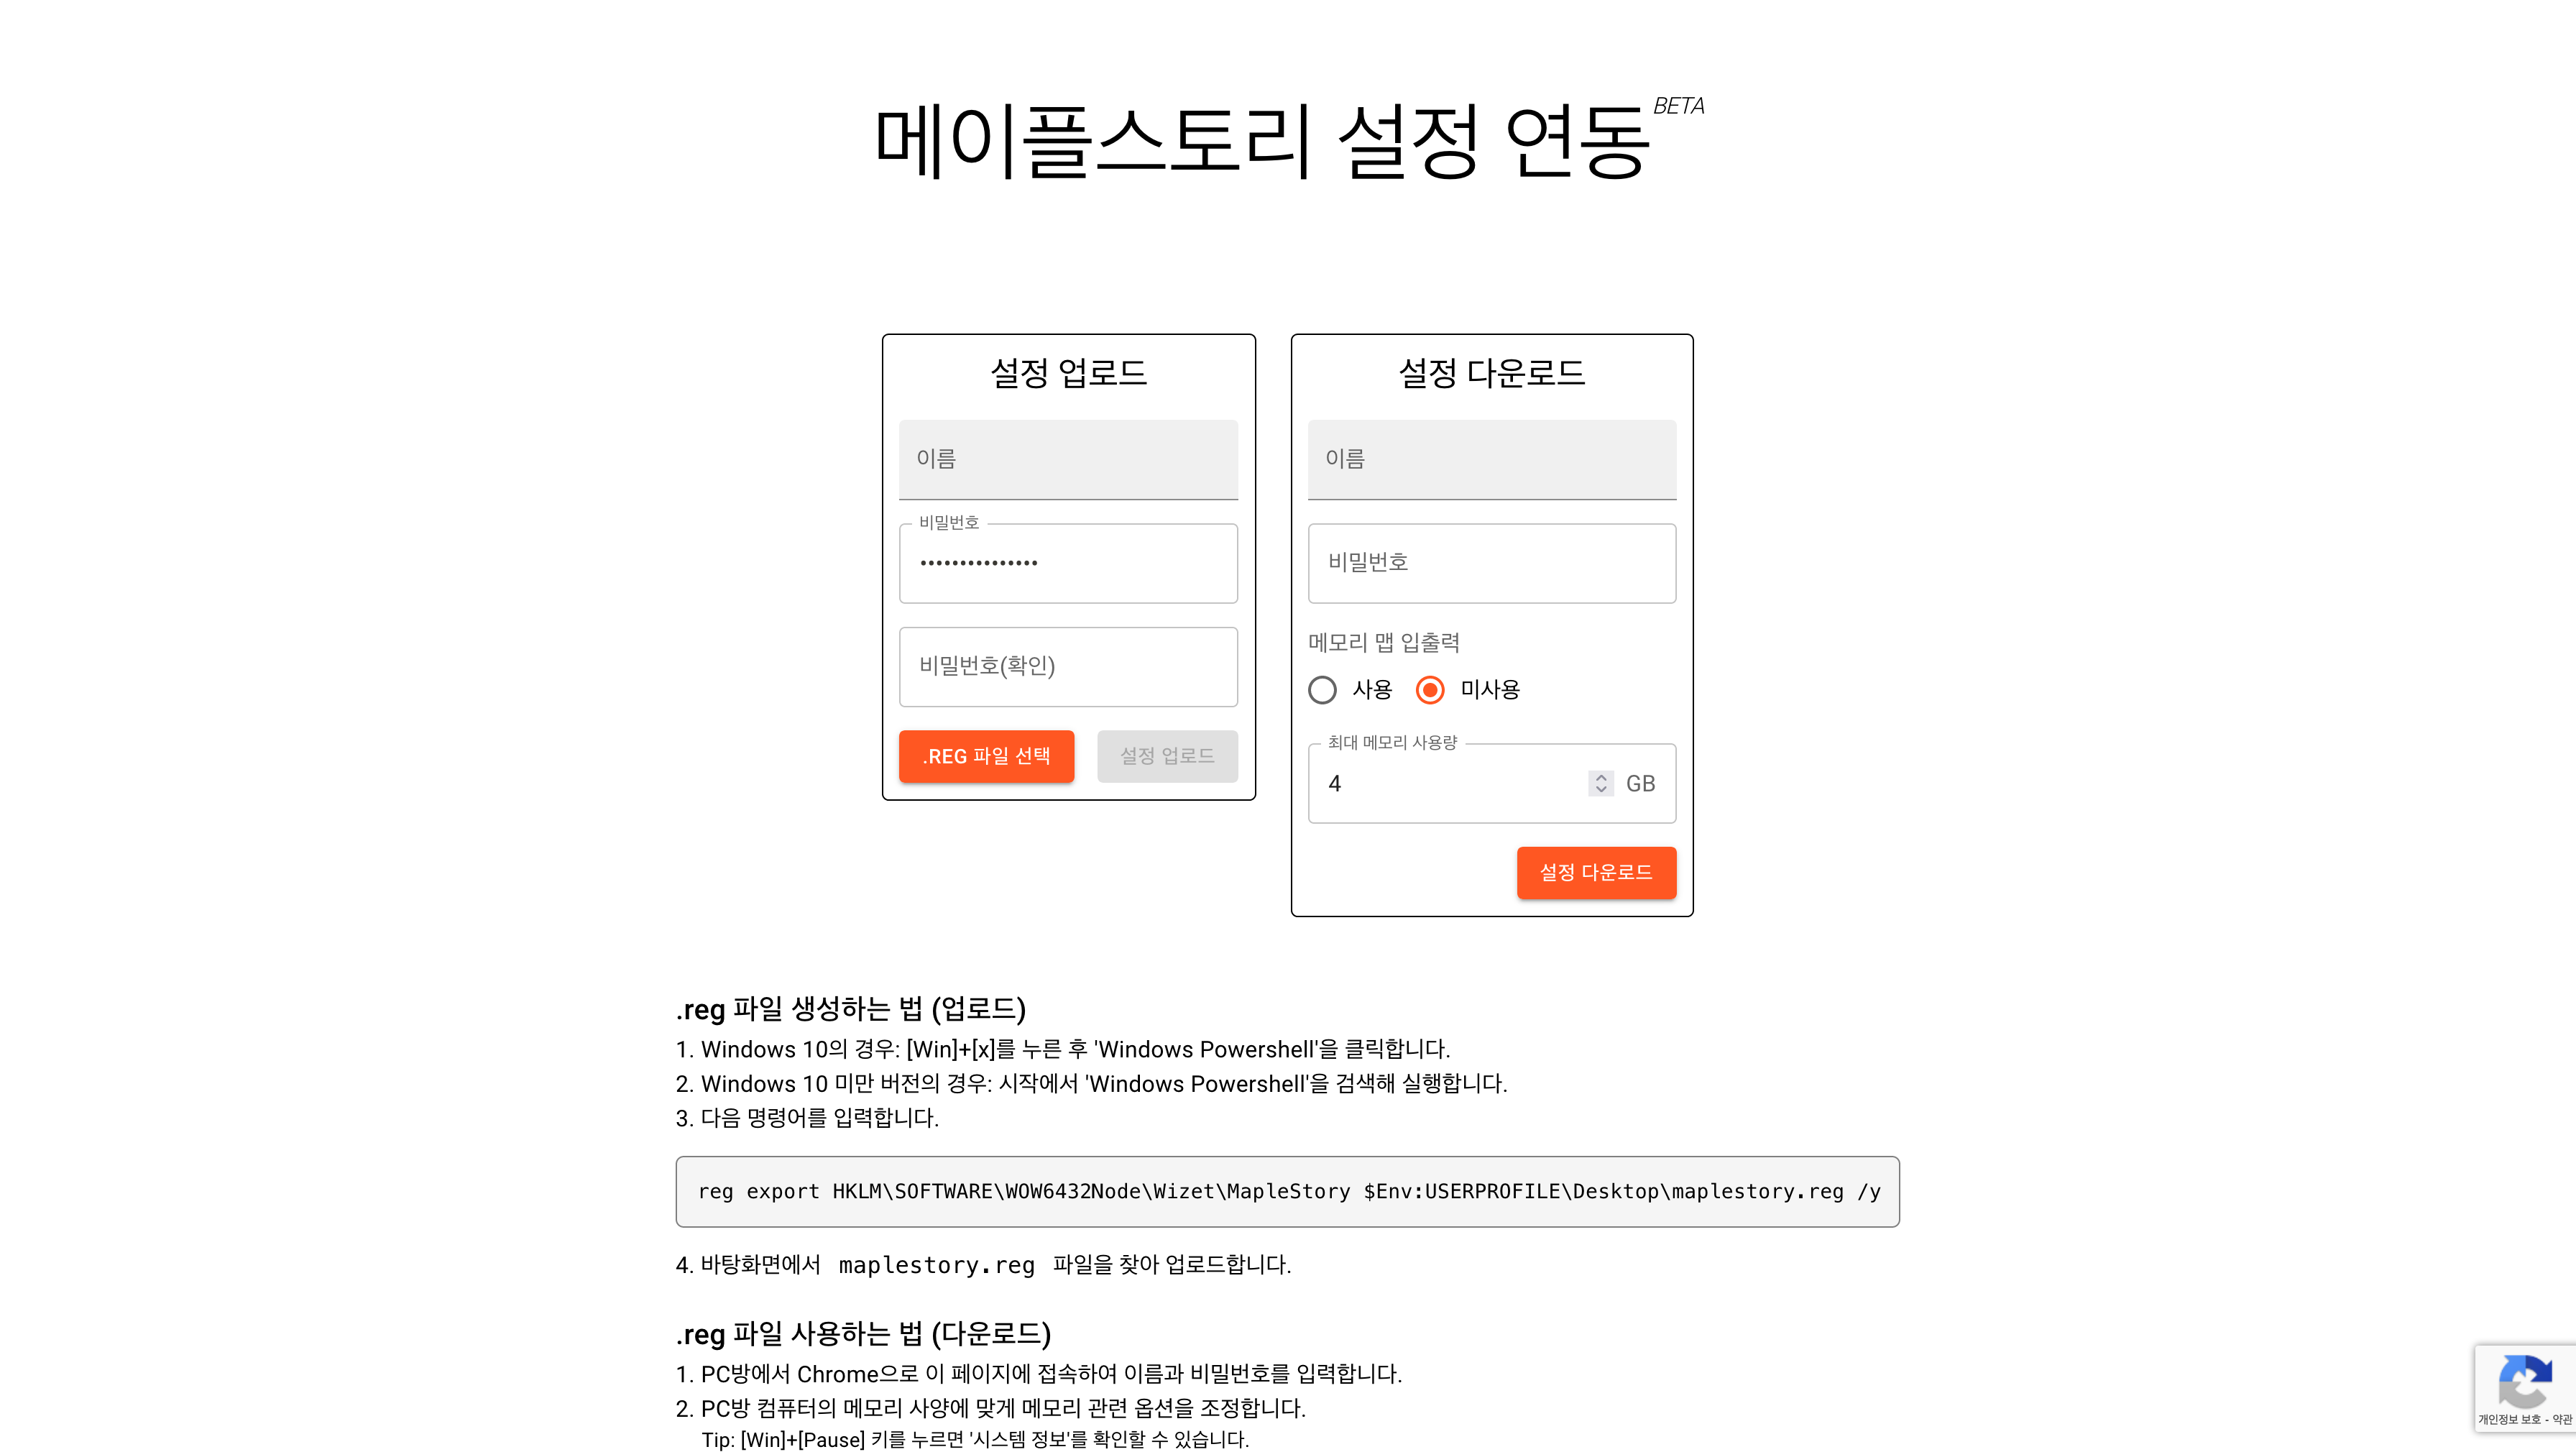 메이플스토리 설정 연동 BETA
설정 업로드
이름
비밀번호
•••••••••••••••
비밀번호(확인)
.REG 파일 선택
설정 업로드
설정 다운로드
이름
비밀번호
메모리 맵 입출력
사용 미사용
최대 메모리 사용량
4 GB
설정 다운로드
.reg 파일 생성하는 법 (업로드)
1. Windows 10의 경우: [Win]+[x]를 누른 후 'Windows Powershell'을 클릭합니다.
2. Windows 10 미만 버전의 경우: 시작에서 'Windows Powershell'을 검색해 실행합니다.
3. 다음 명령어를 입력합니다.
reg export HKLM\SOFTWARE\WOW6432Node\Wizet\MapleStory $Env:USERPROFILE\Desktop\maplestory.reg /y
4. 바탕화면에서 maplestory.reg 파일을 찾아 업로드합니다.
.reg 파일 사용하는 법 (다운로드)
1. PC방에서 Chrome으로 이 페이지에 접속하여 이름과 비밀번호를 입력합니다.
2. PC방 컴퓨터의 메모리 사양에 맞게 메모리 관련 옵션을 조정합니다.
Tip: [Win]+[Pause] 키를 누르면 '시스템 정보'를 확인할 수 있습니다.
개인정보 보호 - 약관